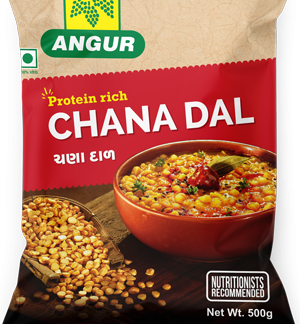 ANGUR
Protein rich
CHANA DAL
ચણા દાળ
NUTRITIONISTS
RECOMMENDED
Net Wt. 500g